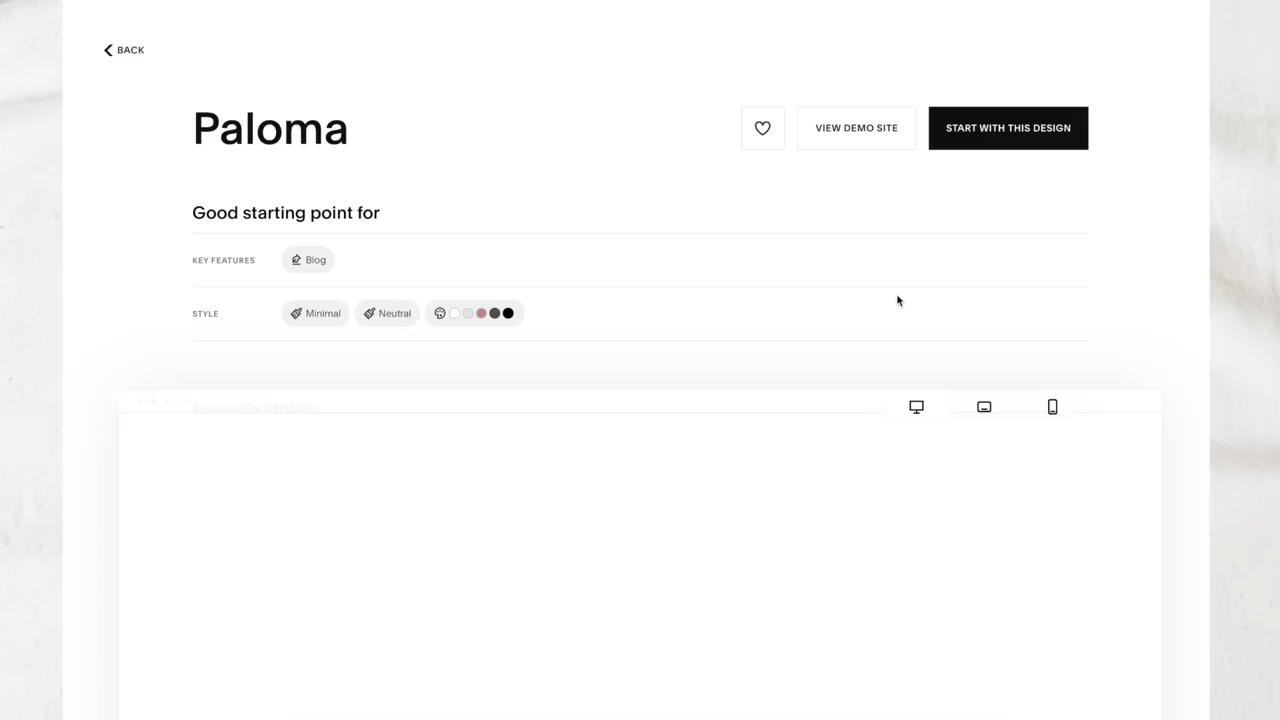 BACK
Paloma
VIEW DEMO SITE
START WITH THIS DESIGN
Good starting point for
KEY FEATURES
Blog
STYLE
Minimal
Neutral